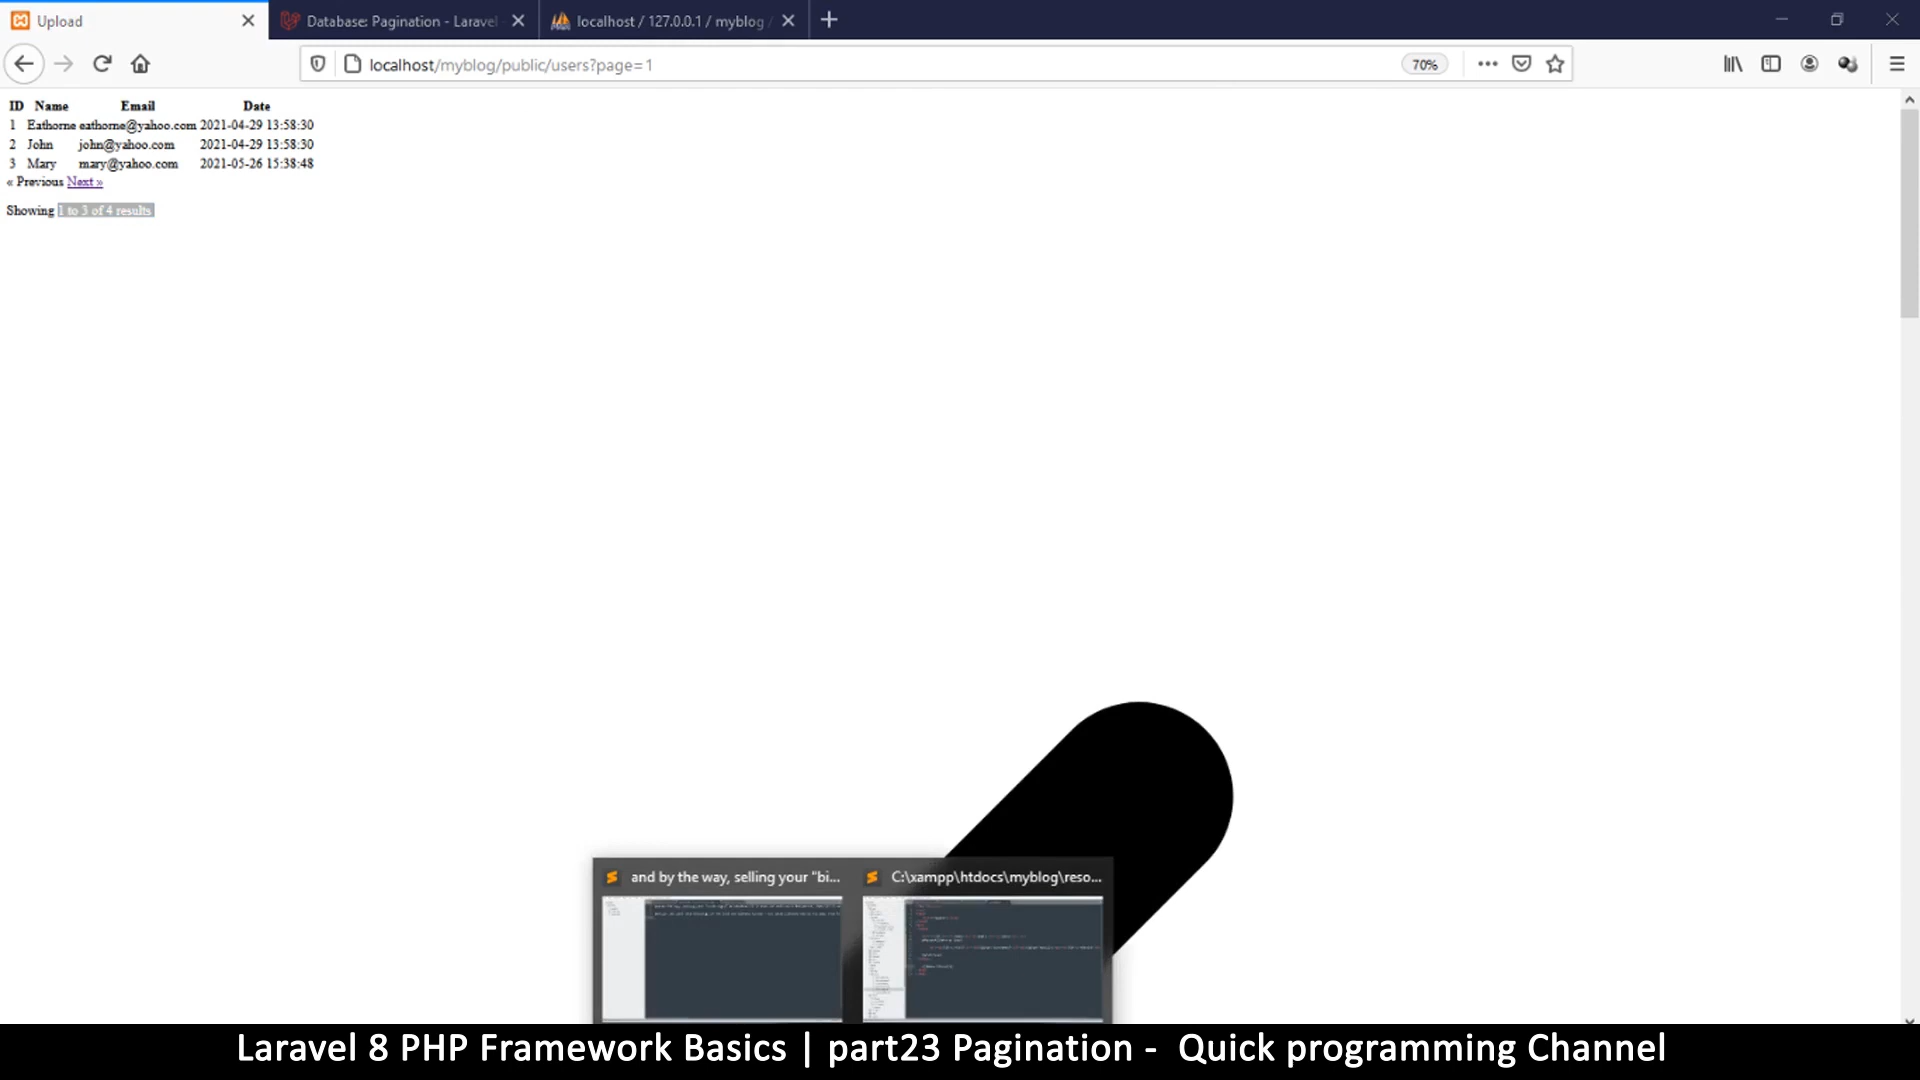 Upload
Database: Pagination - Laravel
localhost / 127.0.0.1 / myblog /
localhost/myblog/public/users?page=1
70%
ID Name Email Date
1 Eathorne eathorne@yahoo.com 2021-04-29 13:58:30
2 John john@yahoo.com 2021-04-29 13:58:30
3 Mary mary@yahoo.com 2021-05-26 15:38:48
« Previous Next »
Showing 1 to 3 of 4 results
and by the way, selling your "bi...
C:\xampp\htdocs\myblog\reso...
Laravel 8 PHP Framework Basics | part23 Pagination - Quick programming Channel